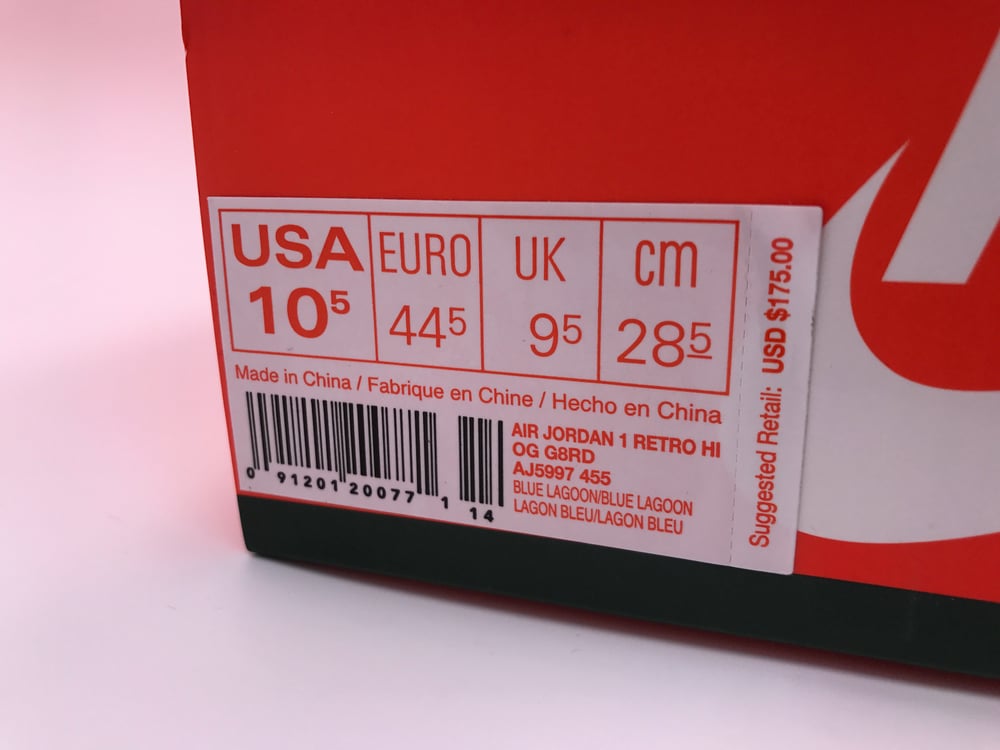 USA EURO UK cm
10⁵ 44⁵ 9⁵ 28⁵
Made in China / Fabrique en Chine / Hecho en China
AIR JORDAN 1 RETRO HI
OG G8RD
AJ5997 455
BLUE LAGOON/BLUE LAGOON
LAGON BLEU/LAGON BLEU
0 91201 20077 1 14
Suggested Retail: USD $175.00